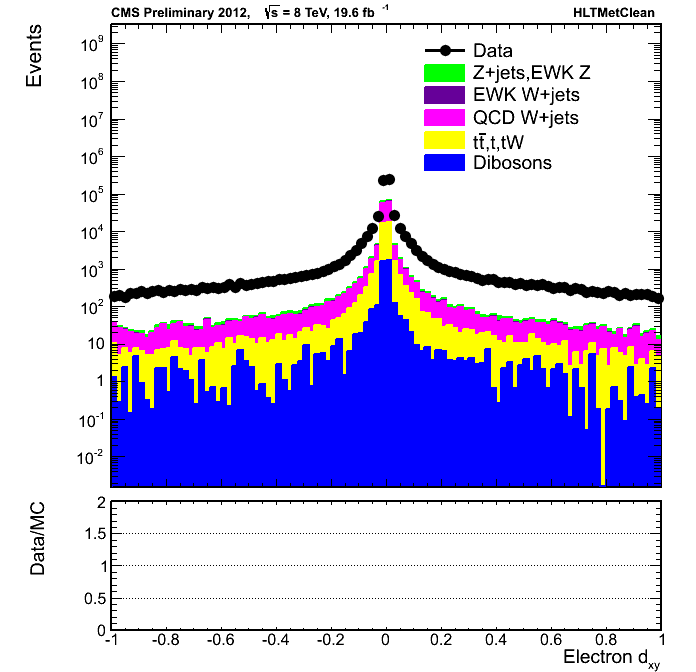 CMS Preliminary 2012, √s = 8 TeV, 19.6 fb⁻¹ HLTMetClean
Events
10⁹
10⁸
10⁷
10⁶
10⁵
10⁴
10³
10²
10
1
10⁻¹
10⁻²
Data
Z+jets,EWK Z
EWK W+jets
QCD W+jets
tt̄,t,tW
Dibosons
Data/MC
2
1.5
1
0.5
0
-1 -0.8 -0.6 -0.4 -0.2 0 0.2 0.4 0.6 0.8 1
Electron d_xy